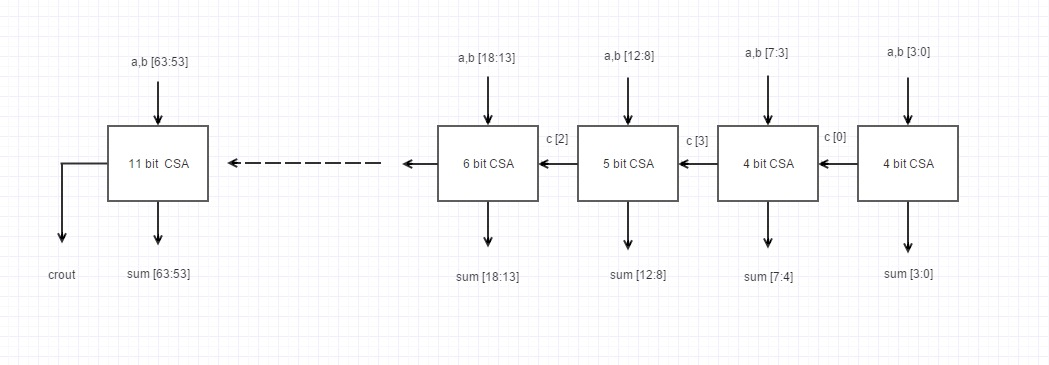 a,b [63:53]
a,b [18:13]
a,b [12:8]
a,b [7:3]
a,b [3:0]
c [2]
c [3]
c [0]
11 bit CSA
6 bit CSA
5 bit CSA
4 bit CSA
4 bit CSA
crout
sum [63:53]
sum [18:13]
sum [12:8]
sum [7:4]
sum [3:0]